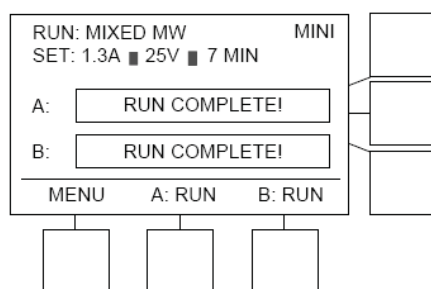 RUN: MIXED MW MINI
SET: 1.3A ■ 25V ■ 7 MIN
A: RUN COMPLETE!
B: RUN COMPLETE!
MENU A: RUN B: RUN